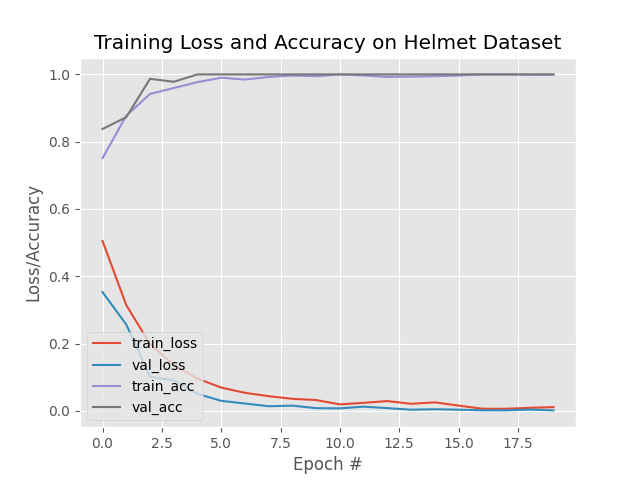 Training Loss and Accuracy on Helmet Dataset
1.0
0.8
0.6
0.4
0.2
0.0
Loss/Accuracy
train_loss
val_loss
train_acc
val_acc
0.0 2.5 5.0 7.5 10.0 12.5 15.0 17.5
Epoch #